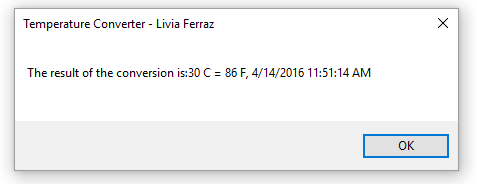 Temperature Converter - Livia Ferraz
The result of the conversion is:30 C = 86 F, 4/14/2016 11:51:14 AM
OK